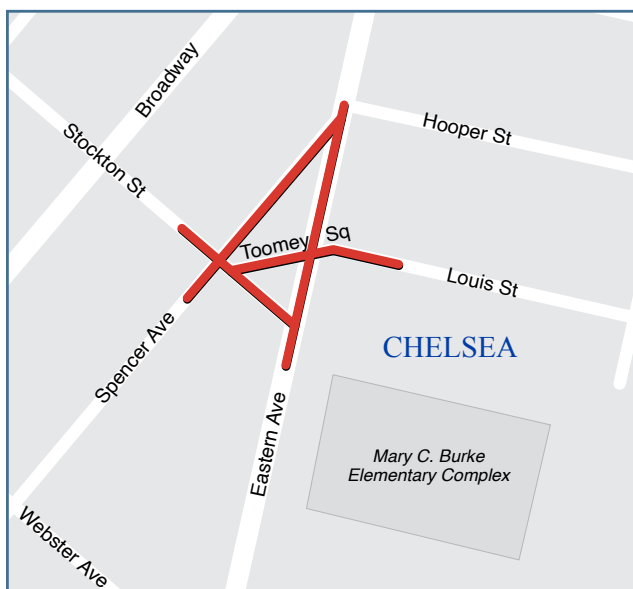 Broadway
Stockton St
Hooper St
Toomey Sq
Louis St
Spencer Ave
CHELSEA
Eastern Ave
Mary C. Burke
Elementary Complex
Webster Ave